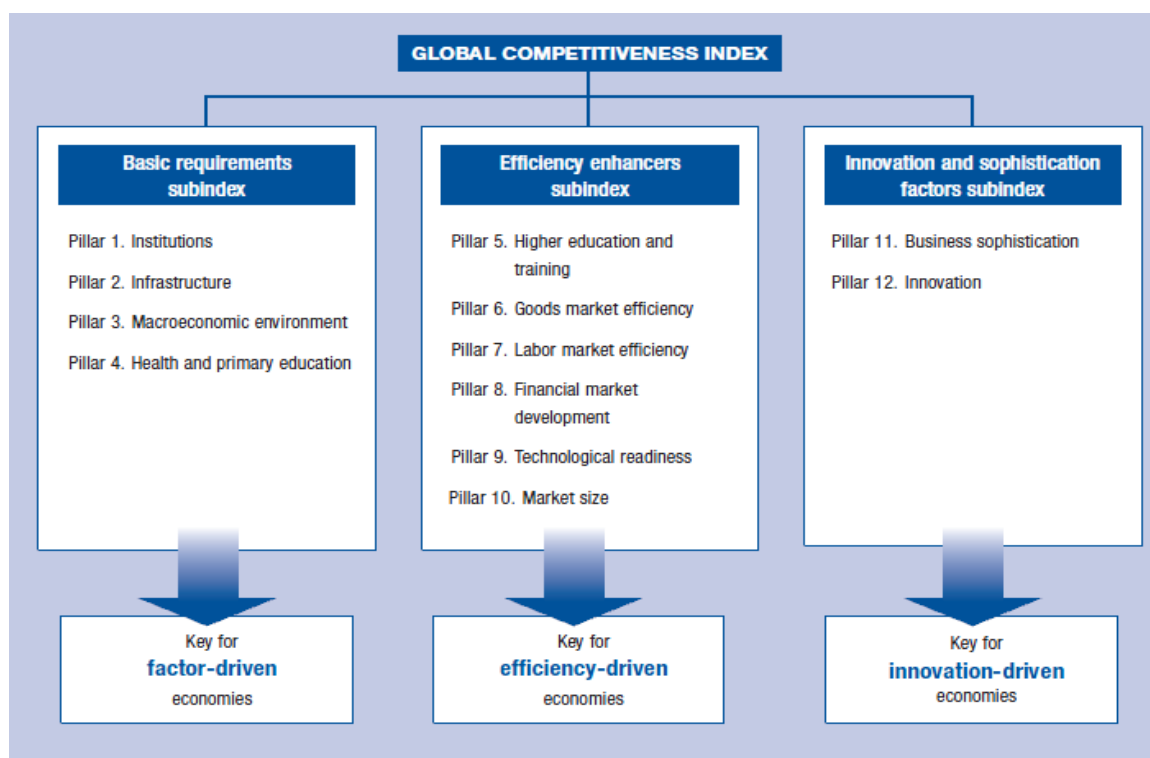 GLOBAL COMPETITIVENESS INDEX
Basic requirements
subindex
Pillar 1. Institutions
Pillar 2. Infrastructure
Pillar 3. Macroeconomic environment
Pillar 4. Health and primary education
Key for
factor-driven
economies
Efficiency enhancers
subindex
Pillar 5. Higher education and
training
Pillar 6. Goods market efficiency
Pillar 7. Labor market efficiency
Pillar 8. Financial market
development
Pillar 9. Technological readiness
Pillar 10. Market size
Key for
efficiency-driven
economies
Innovation and sophistication
factors subindex
Pillar 11. Business sophistication
Pillar 12. Innovation
Key for
innovation-driven
economies